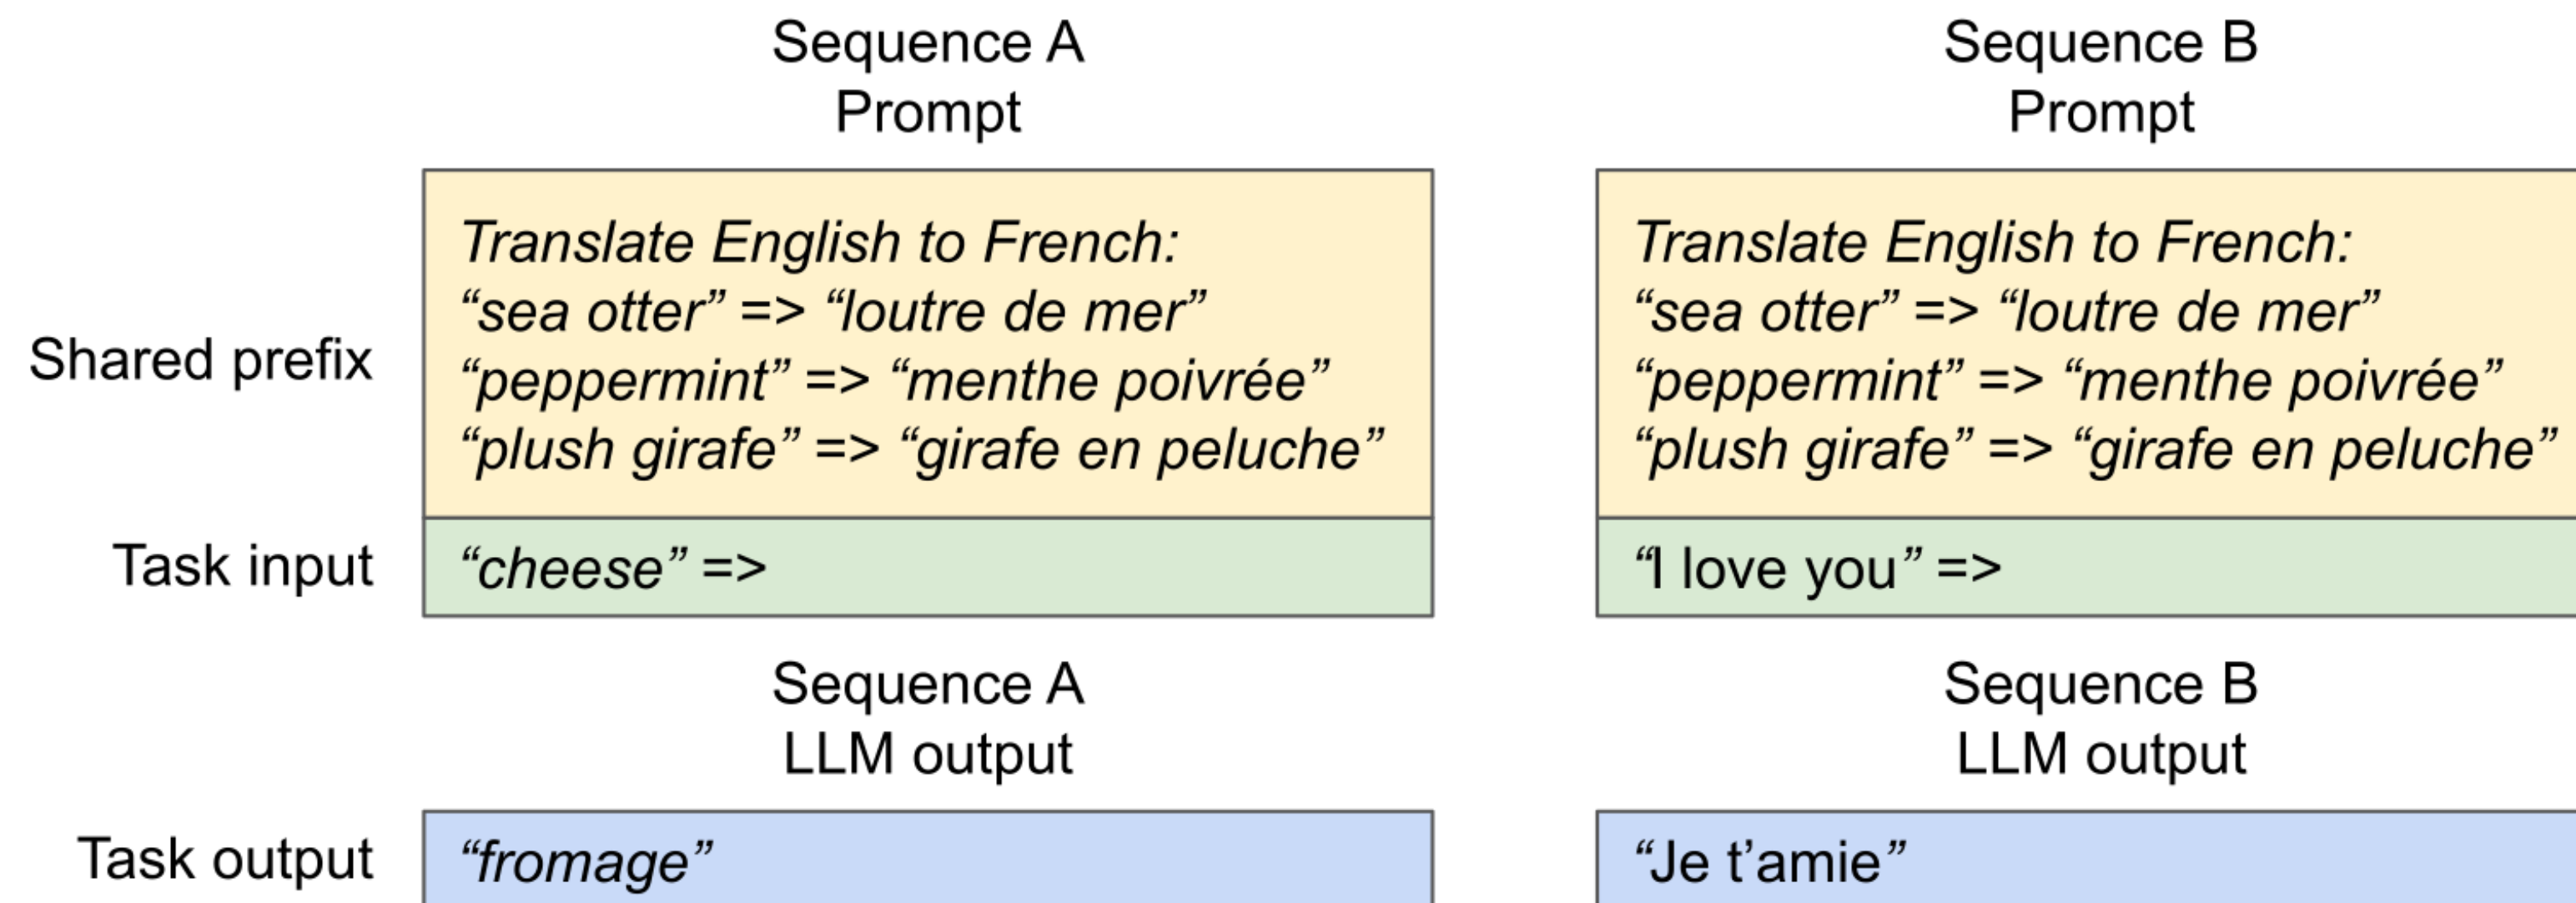 Sequence A
Prompt
Sequence B
Prompt
Shared prefix
Translate English to French:
“sea otter” => “loutre de mer”
“peppermint” => “menthe poivrée”
“plush girafe” => “girafe en peluche”
Translate English to French:
“sea otter” => “loutre de mer”
“peppermint” => “menthe poivrée”
“plush girafe” => “girafe en peluche”
Task input
“cheese” =>
“I love you” =>
Sequence A
LLM output
Sequence B
LLM output
Task output
“fromage”
“Je t’amie”